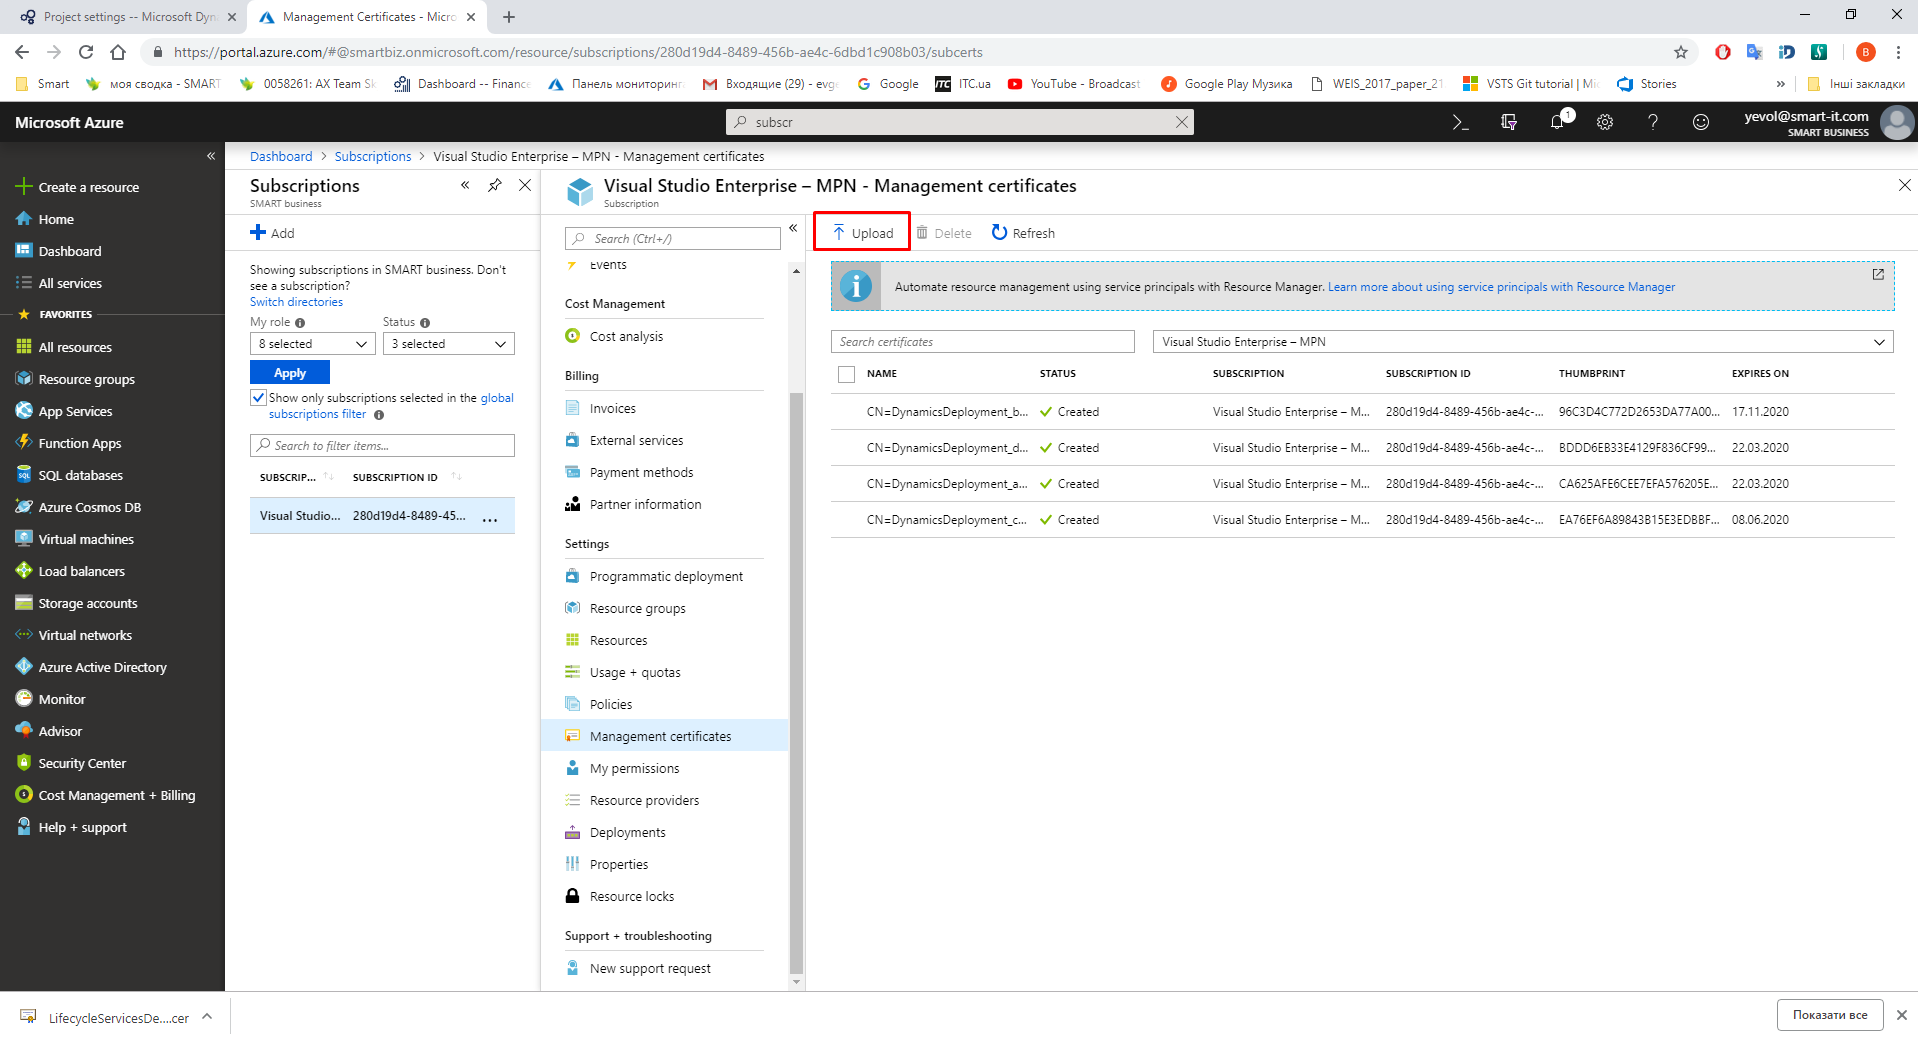 Project settings -- Microsoft Dyn
Management Certificates - Micro
https://portal.azure.com/#@smartbiz.onmicrosoft.com/resource/subscriptions/280d19d4-8489-456b-ae4c-6dbd1c908b03/subcerts
B
Smart
моя сводка - SMART
0058261: AX Team Sk
Dashboard -- Finance
Панель мониторинга
Входящие (29) - evge
Google
ITC.ua
YouTube - Broadcast
Google Play Музика
WEIS_2017_paper_21
VSTS Git tutorial | Mic
Stories
»
Інші закладки
Microsoft Azure
subscr
1
yevol@smart-it.com
SMART BUSINESS
Dashboard > Subscriptions > Visual Studio Enterprise – MPN - Management certificates
Create a resource
Home
Dashboard
All services
FAVORITES
All resources
Resource groups
App Services
Function Apps
SQL databases
Azure Cosmos DB
Virtual machines
Load balancers
Storage accounts
Virtual networks
Azure Active Directory
Monitor
Advisor
Security Center
Cost Management + Billing
Help + support
Subscriptions
SMART business
Add
Showing subscriptions in SMART business. Don't
see a subscription?
Switch directories
My role
Status
8 selected
3 selected
Apply
Show only subscriptions selected in the global
subscriptions filter
Search to filter items...
SUBSCRIP...
SUBSCRIPTION ID
Visual Studio...
280d19d4-8489-45...
...
Visual Studio Enterprise – MPN - Management certificates
Subscription
Search (Ctrl+/)
Events
Cost Management
Cost analysis
Billing
Invoices
External services
Payment methods
Partner information
Settings
Programmatic deployment
Resource groups
Resources
Usage + quotas
Policies
Management certificates
My permissions
Resource providers
Deployments
Properties
Resource locks
Support + troubleshooting
New support request
Upload
Delete
Refresh
Automate resource management using service principals with Resource Manager. Learn more about using service principals with Resource Manager
Search certificates
Visual Studio Enterprise – MPN
NAME STATUS SUBSCRIPTION SUBSCRIPTION ID THUMBPRINT EXPIRES ON
CN=DynamicsDeployment_b... Created Visual Studio Enterprise – M... 280d19d4-8489-456b-ae4c-... 96C3D4C772D2653DA77A00... 17.11.2020
CN=DynamicsDeployment_d... Created Visual Studio Enterprise – M... 280d19d4-8489-456b-ae4c-... BDDD6EB33E4129F836CF99... 22.03.2020
CN=DynamicsDeployment_a... Created Visual Studio Enterprise – M... 280d19d4-8489-456b-ae4c-... CA625AFE6CEE7EFA576205E... 22.03.2020
CN=DynamicsDeployment_c... Created Visual Studio Enterprise – M... 280d19d4-8489-456b-ae4c-... EA76EF6A89843B15E3EDBBF... 08.06.2020
LifecycleServicesDe....cer
Показати все